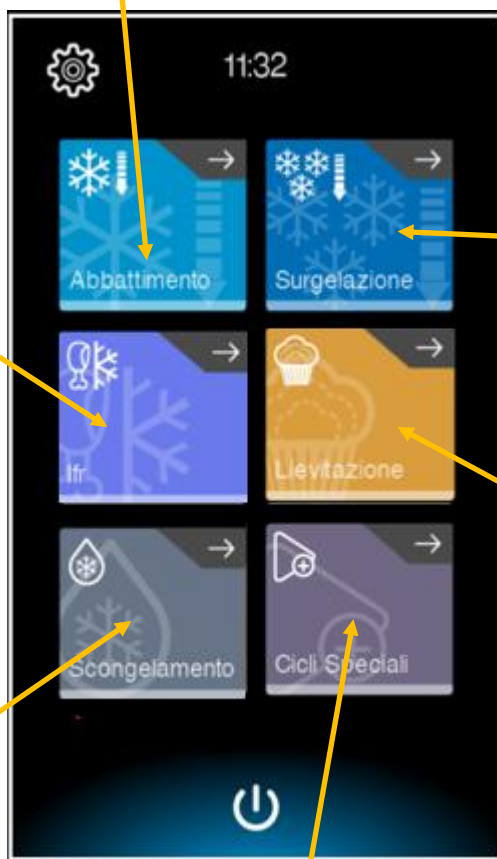 11:32
Abbattimento
Surgelazione
Ifr
Lievitazione
Scongelamento
Cicli Speciali